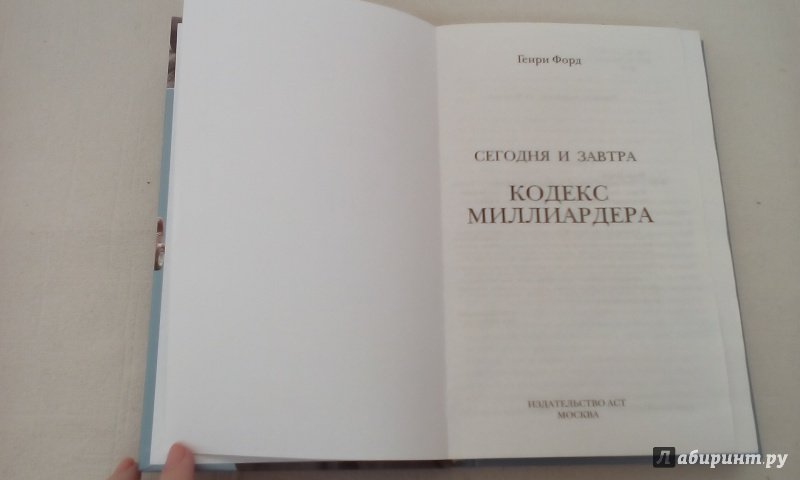 Генри Форд
СЕГОДНЯ И ЗАВТРА
КОДЕКС
МИЛЛИАРДЕРА
ИЗДАТЕЛЬСТВО АСТ
МОСКВА
Лабиринт.ру